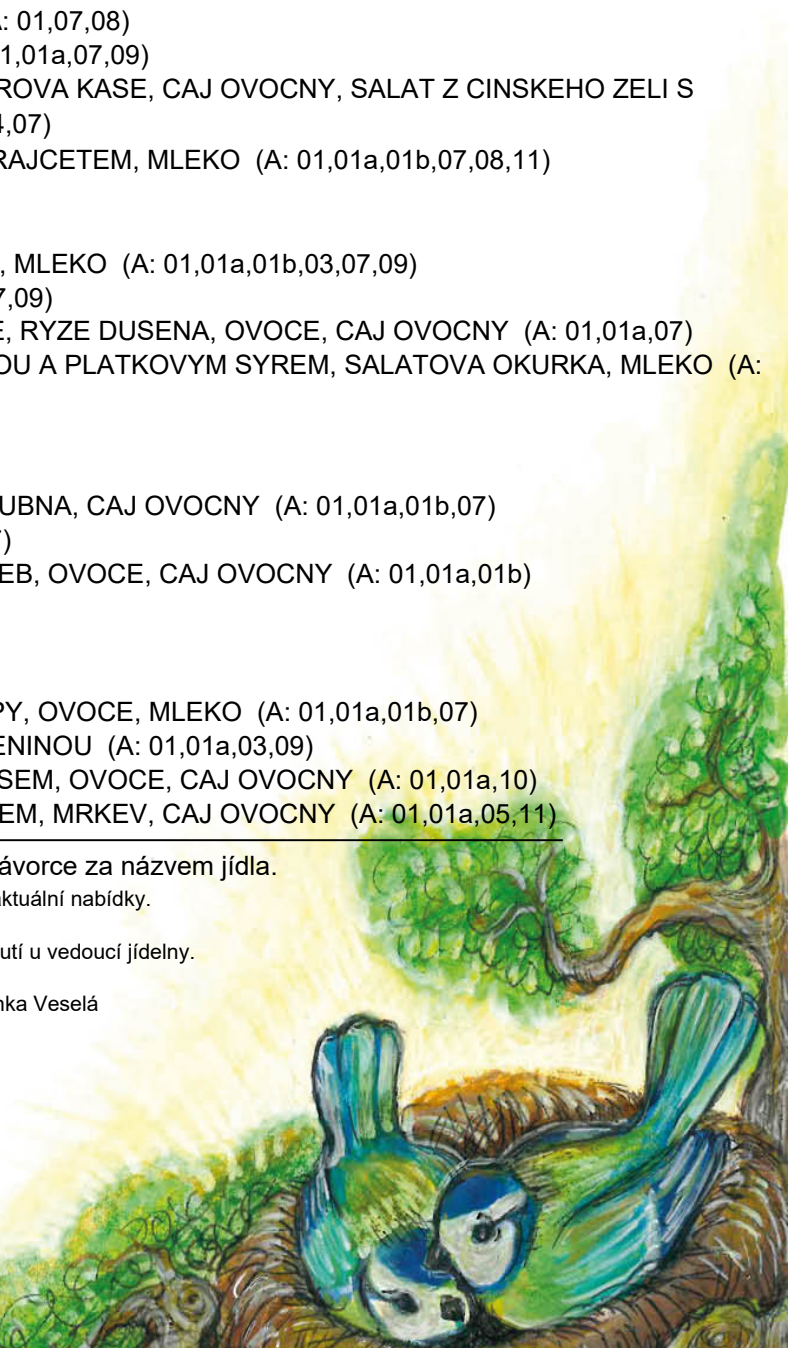 : 01,07,08)
1,01a,07,09)
ROVA KASE, CAJ OVOCNY, SALAT Z CINSKEHO ZELI S
,07)
RAJCETEM, MLEKO (A: 01,01a,01b,07,08,11)
, MLEKO (A: 01,01a,01b,03,07,09)
,09)
, RYZE DUSENA, OVOCE, CAJ OVOCNY (A: 01,01a,07)
OU A PLATKOVYM SYREM, SALATOVA OKURKA, MLEKO (A:
UBNA, CAJ OVOCNY (A: 01,01a,01b,07)
)
EB, OVOCE, CAJ OVOCNY (A: 01,01a,01b)
PY, OVOCE, MLEKO (A: 01,01a,01b,07)
ENINOU (A: 01,01a,03,09)
SEM, OVOCE, CAJ OVOCNY (A: 01,01a,10)
EM, MRKEV, CAJ OVOCNY (A: 01,01a,05,11)
ávorce za názvem jídla.
aktuální nabídky.
utí u vedoucí jídelny.
nka Veselá